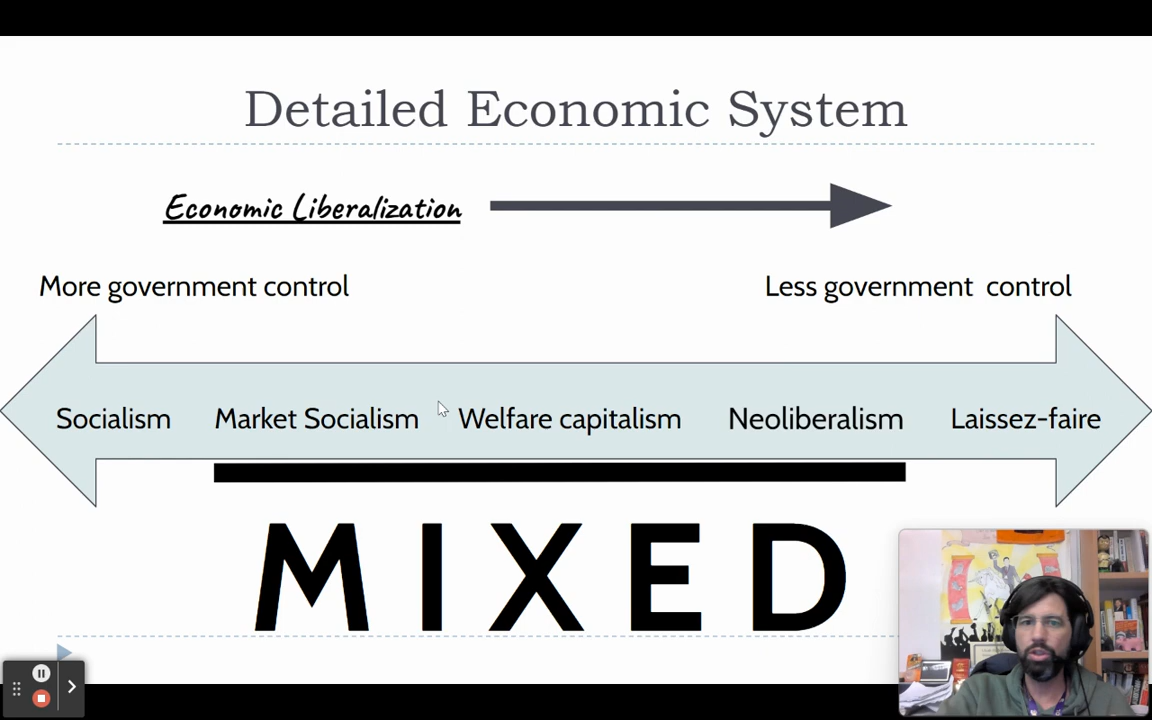 Detailed Economic System
Economic Liberalization
More government control
Less government control
Socialism Market Socialism Welfare capitalism Neoliberalism Laissez-faire
MIXED